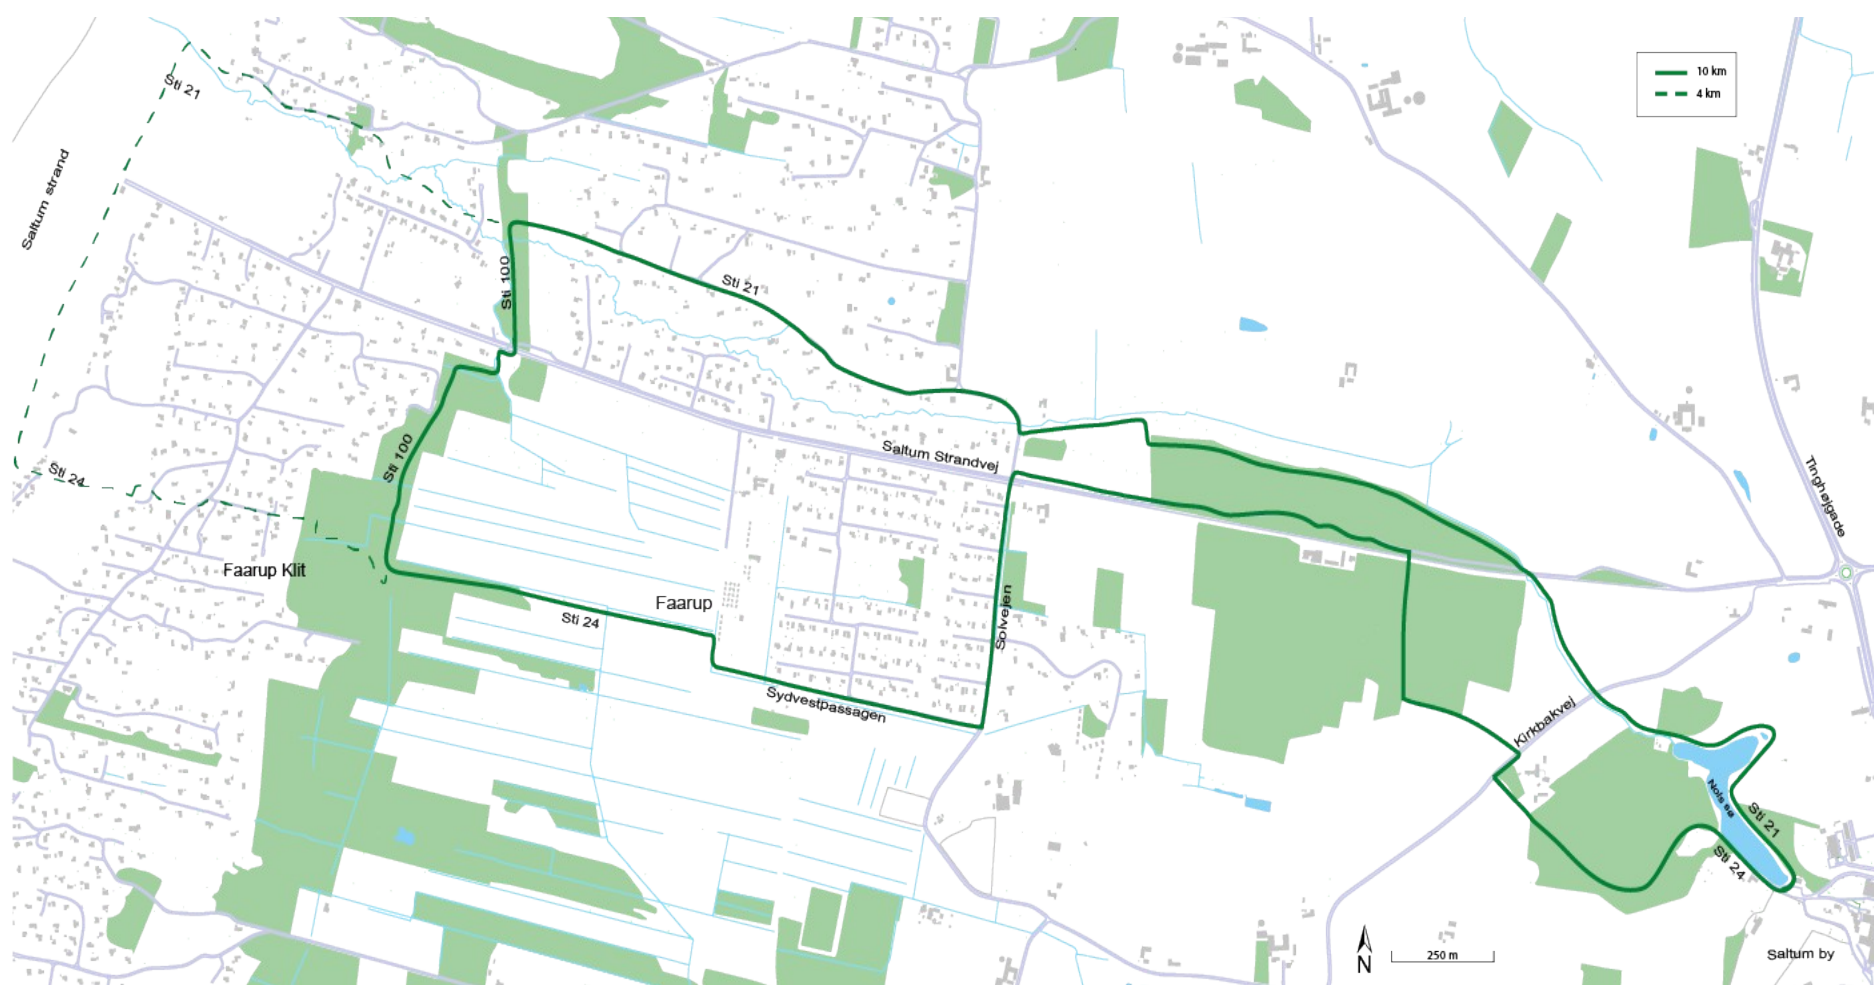 10 km
4 km
Sti 21
Saltum strand
Sti 100
Sti 21
Saltum Strandvej
Sti 100
Sti 24
Tinghøjgade
Faarup Klit
Faarup
Sti 24
Solvejen
Sydvestpassagen
Kirkbakvej
Nols sø
Sti 21
Sti 24
N
250 m
Saltum by